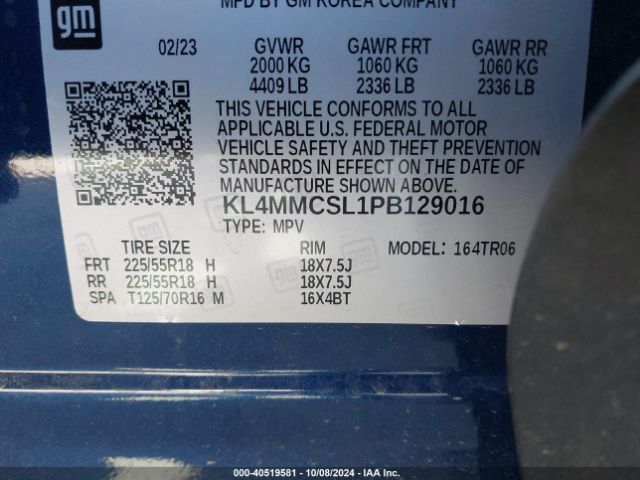 MFD BY GM KOREA COMPANY
gm
02/23 GVWR GAWR FRT GAWR RR
2000 KG 1060 KG 1060 KG
4409 LB 2336 LB 2336 LB
THIS VEHICLE CONFORMS TO ALL
APPLICABLE U.S. FEDERAL MOTOR
VEHICLE SAFETY AND THEFT PREVENTION
STANDARDS IN EFFECT ON THE DATE OF
MANUFACTURE SHOWN ABOVE.
KL4MMCSL1PB129016
TYPE: MPV
TIRE SIZE RIM MODEL: 164TR06
FRT 225/55R18 H 18X7.5J
RR 225/55R18 H 18X7.5J
SPA T125/70R16 M 16X4BT
000-40519581 - 10/08/2024 - IAAI.COM